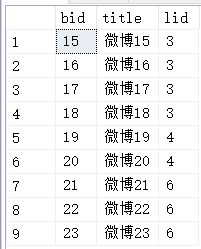 bid title lid
1 15 微博15 3
2 16 微博16 3
3 17 微博17 3
4 18 微博18 3
5 19 微博19 4
6 20 微博20 4
7 21 微博21 6
8 22 微博22 6
9 23 微博23 6